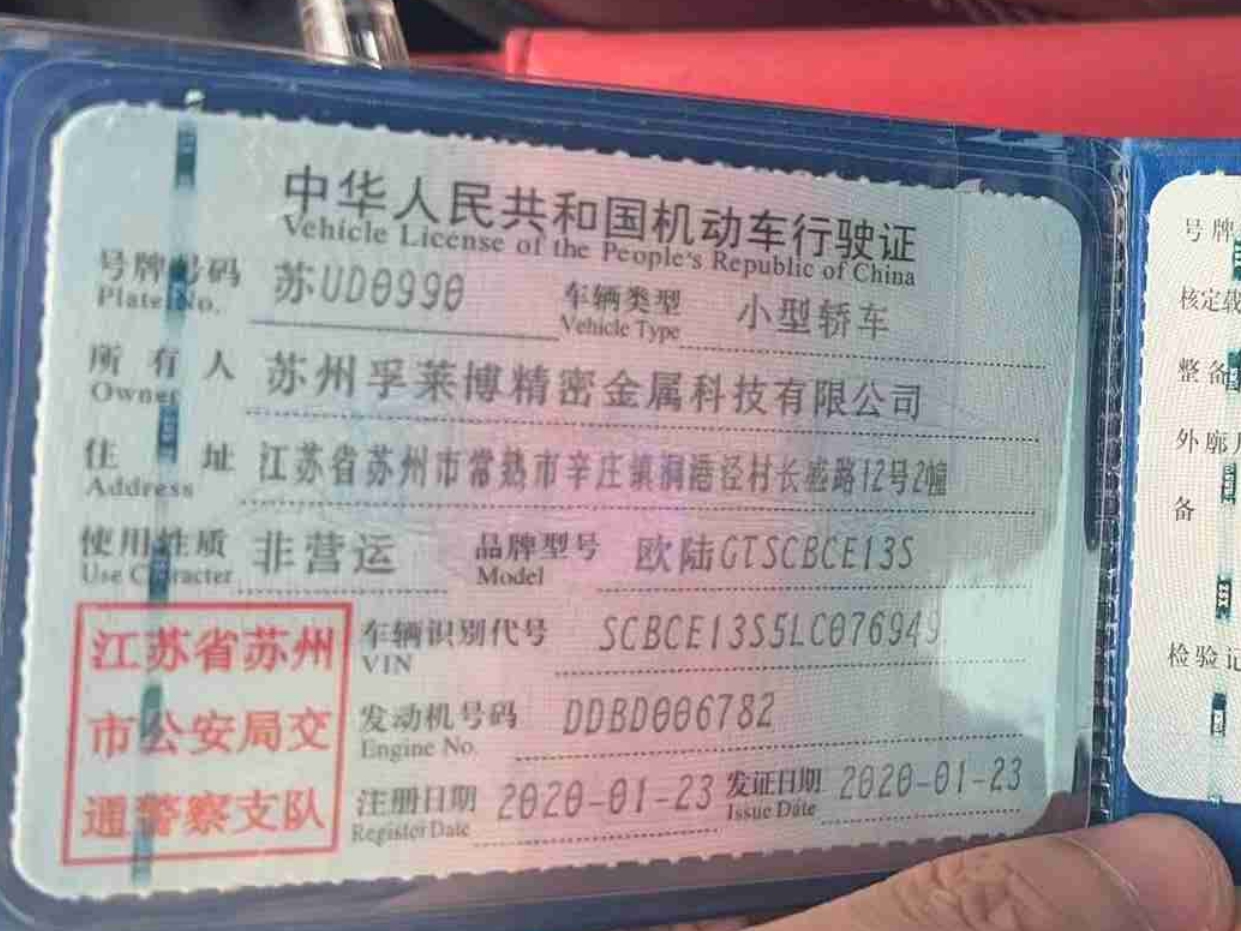 中华人民共和国机动车行驶证
Vehicle License of the People's Republic of China
号牌号码 苏UD0990 车辆类型 小型轿车
Plate No. Vehicle Type
所有人 苏州孚莱博精密金属科技有限公司
Owner
住址 江苏省苏州市常熟市辛庄镇洞港泾村长盛路12号2幢
Address
使用性质 非营运 品牌型号 欧陆GTSCBCE13S
Use Character Model
江苏省苏州
市公安局交
通警察支队
车辆识别代号 SCBCE13S5LC076949
VIN
发动机号码 DDBD006782
Engine No.
注册日期 2020-01-23 发证日期 2020-01-23
Register Date Issue Date
号牌
核定载
整备
外廓
备
检验记